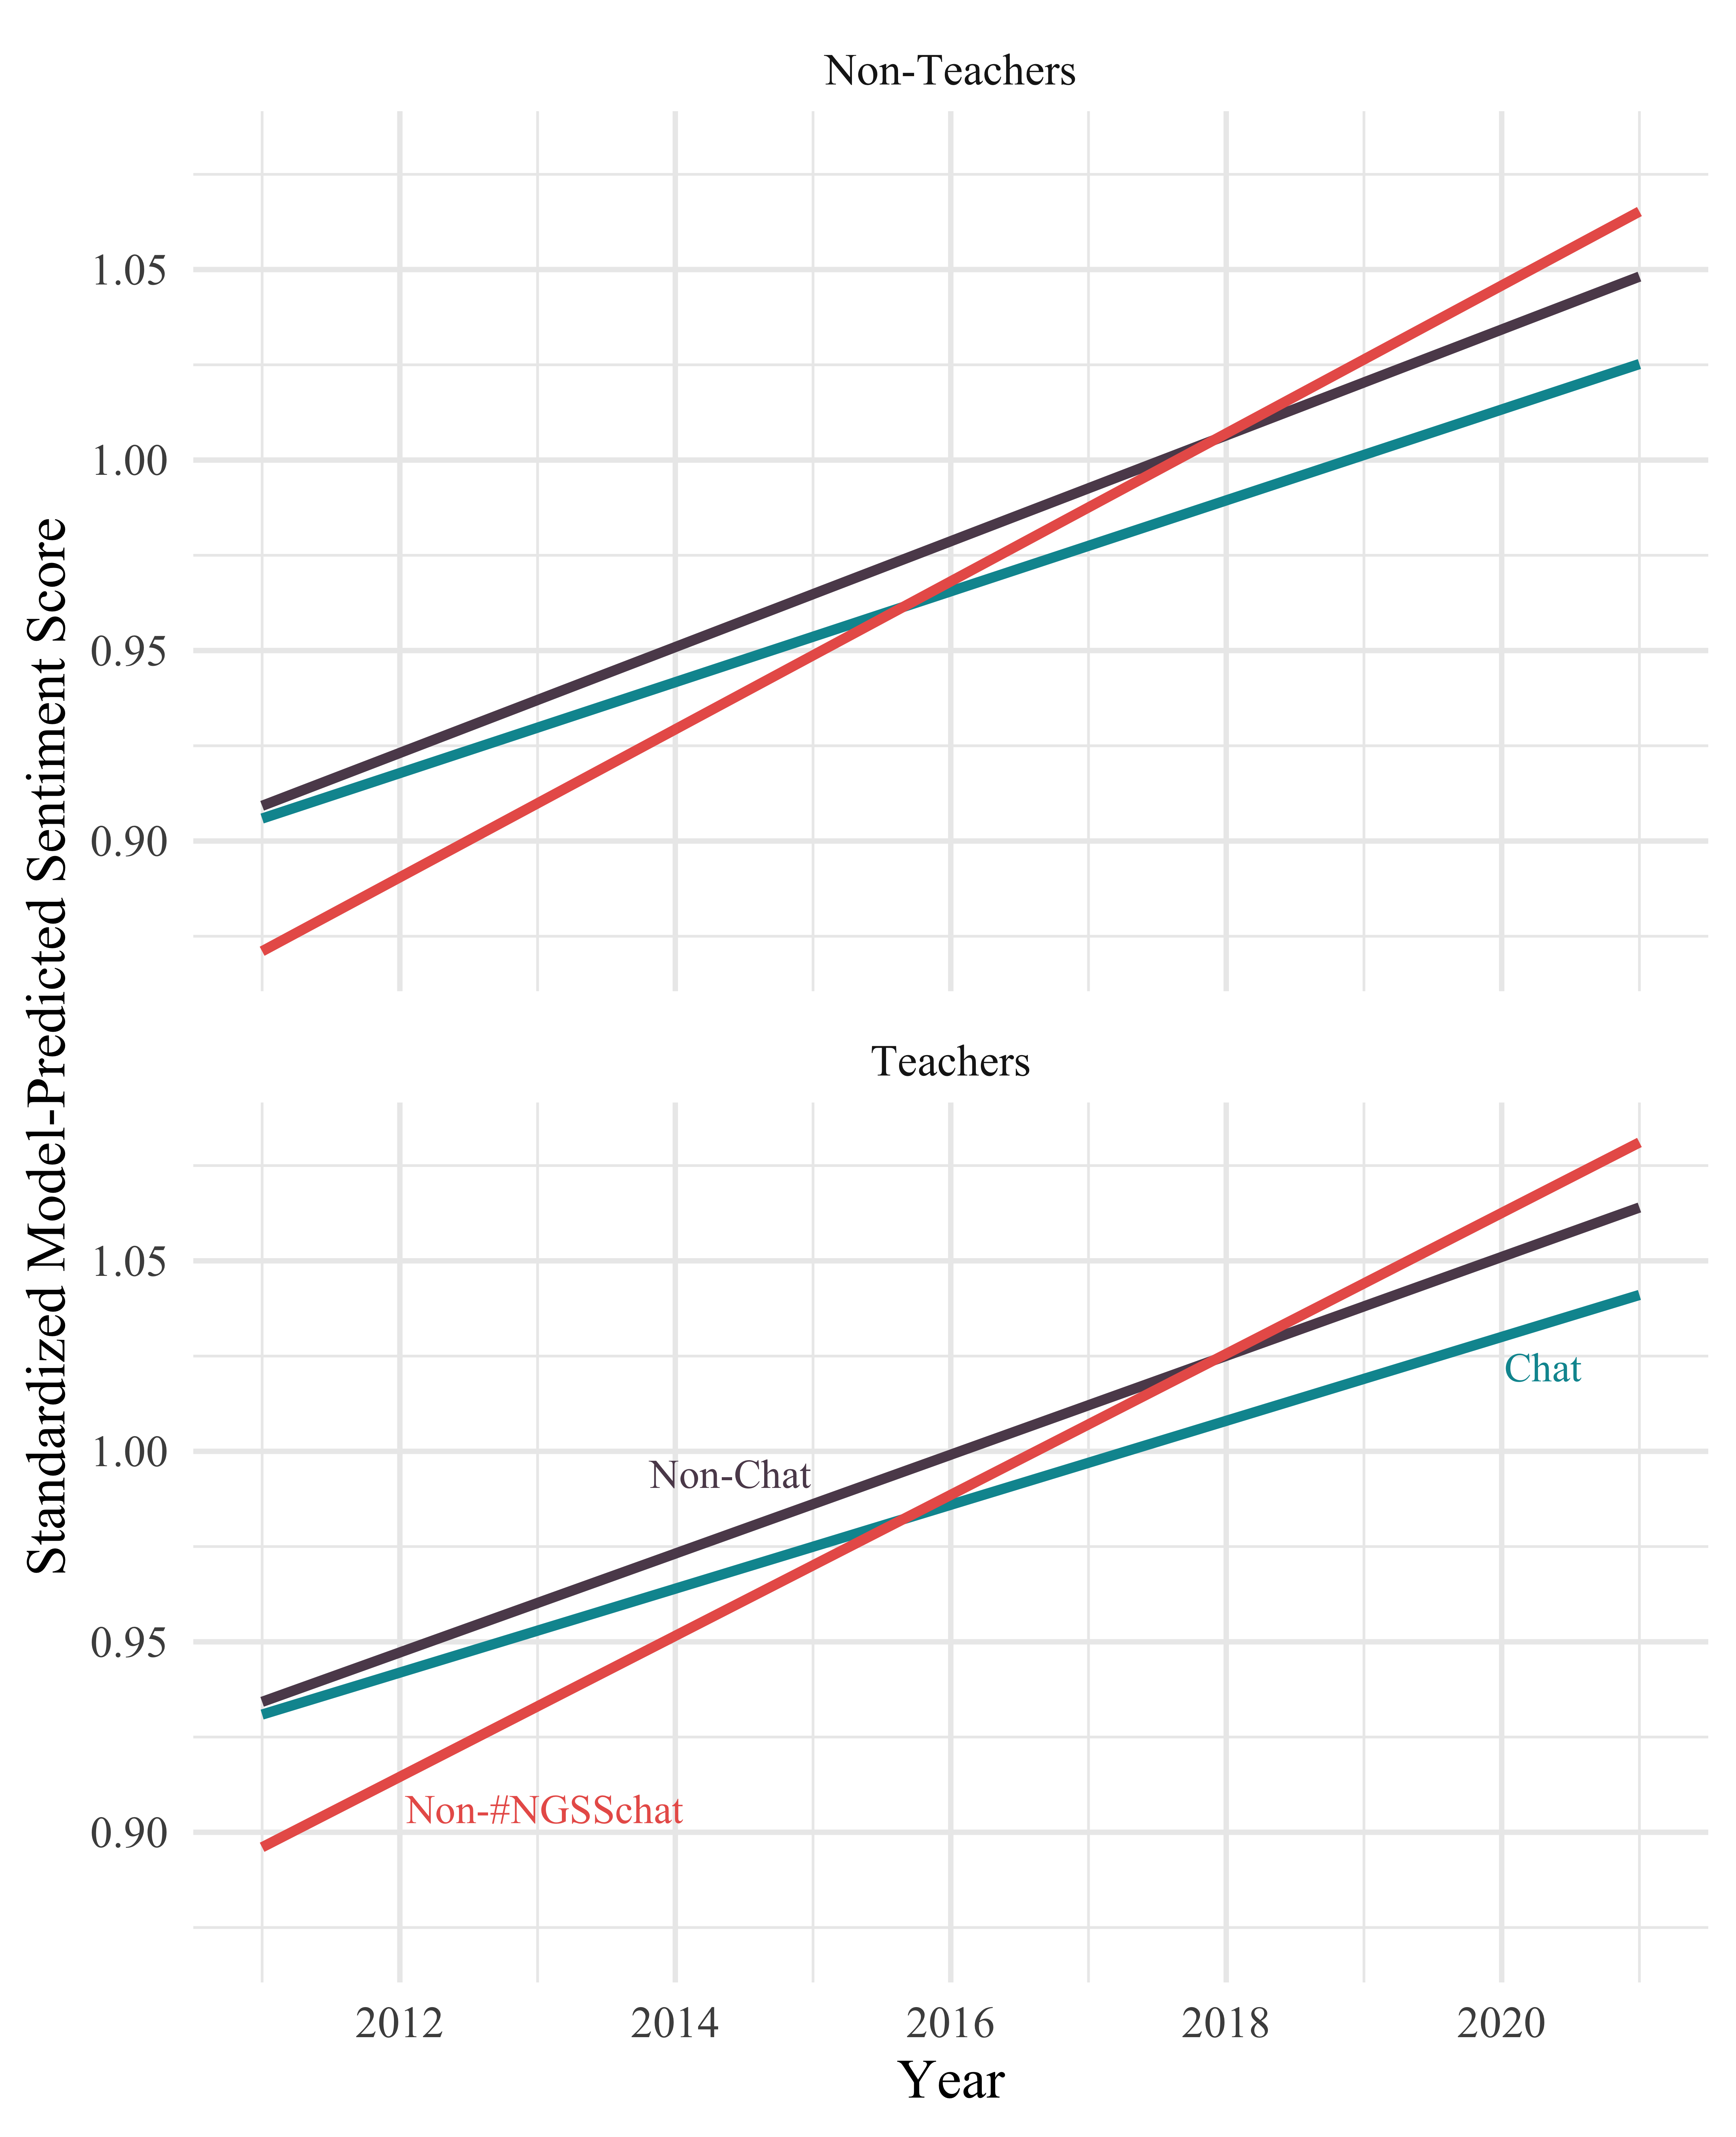 Non-Teachers
1.05
1.00
0.95
0.90
Standardized Model-Predicted Sentiment Score
Teachers
1.05
1.00
0.95
0.90
Chat
Non-Chat
Non-#NGSSchat
2012 2014 2016 2018 2020
Year